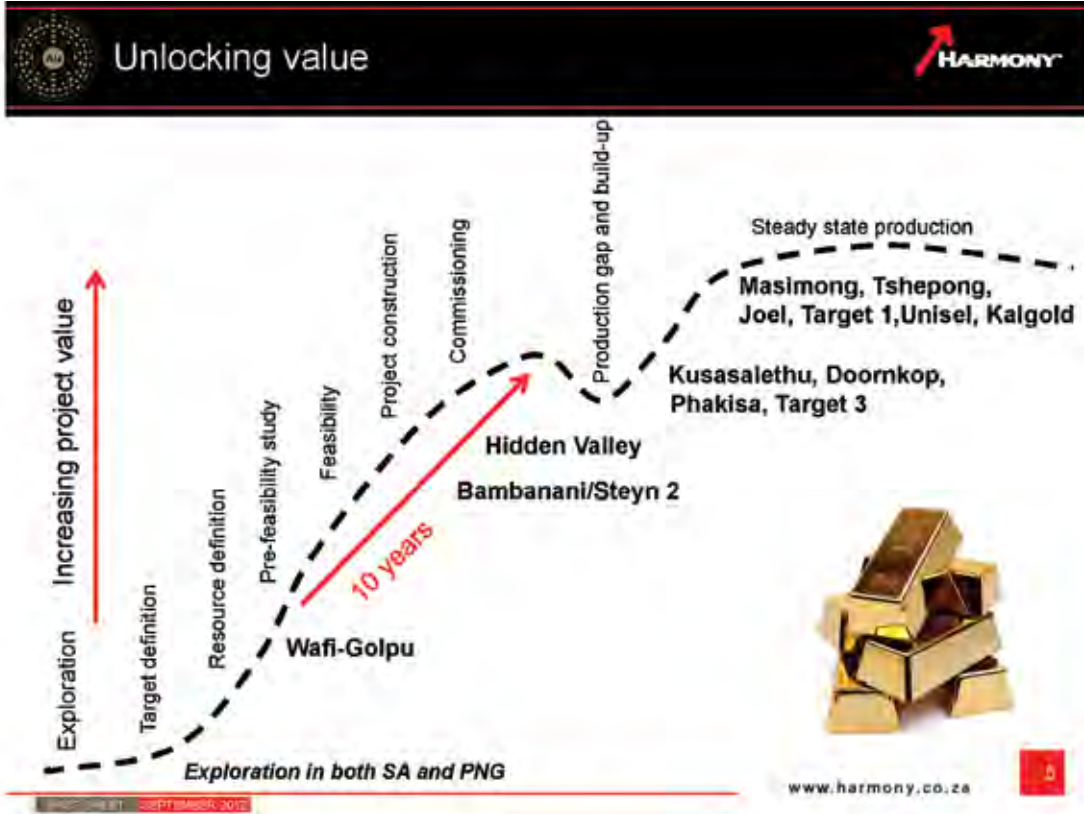 Au
Unlocking value
HARMONY
Increasing project value
Exploration
Target definition
Resource definition
Pre-feasibility study
Feasibility
Project construction
Commissioning
Production gap and build-up
Steady state production
Masimong, Tshepong,
Joel, Target 1,Unisel, Kalgold
Kusasalethu, Doornkop,
Phakisa, Target 3
Hidden Valley
Bambanani/Steyn 2
10 years
Wafi-Golpu
Exploration in both SA and PNG
www.harmony.co.za
SEPTEMBER 2012